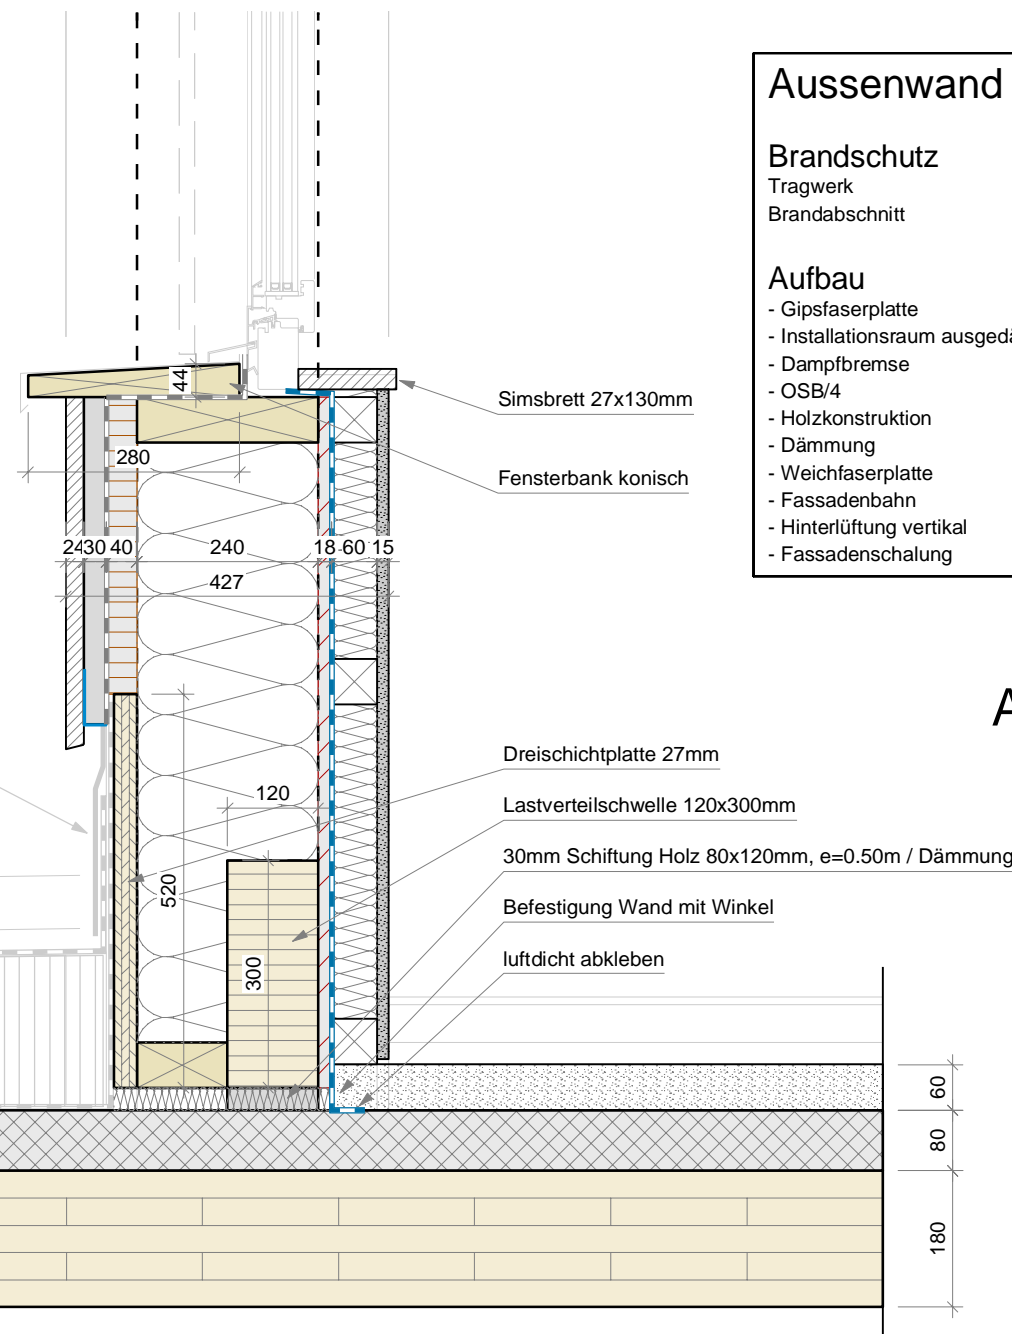 Aussenwand
Brandschutz
Tragwerk
Brandabschnitt
Aufbau
- Gipsfaserplatte
- Installationsraum
- Dampfbremse
- OSB/4
- Holzkonstruktion
- Dämmung
- Weichfaserplatte
- Fassadenbahn
- Hinterlüftung vertikal
- Fassadenschalung
44
Simsbrett 27x130mm
280
Fensterbank konisch
24 30 40 240 18 60 15
427
A
Dreischichtplatte 27mm
120
Lastverteilschwelle 120x300mm
30mm Schiftung Holz 80x120mm, e=0.50m / Dämmung
520
Befestigung Wand mit Winkel
luftdicht abkleben
300
60
80
180